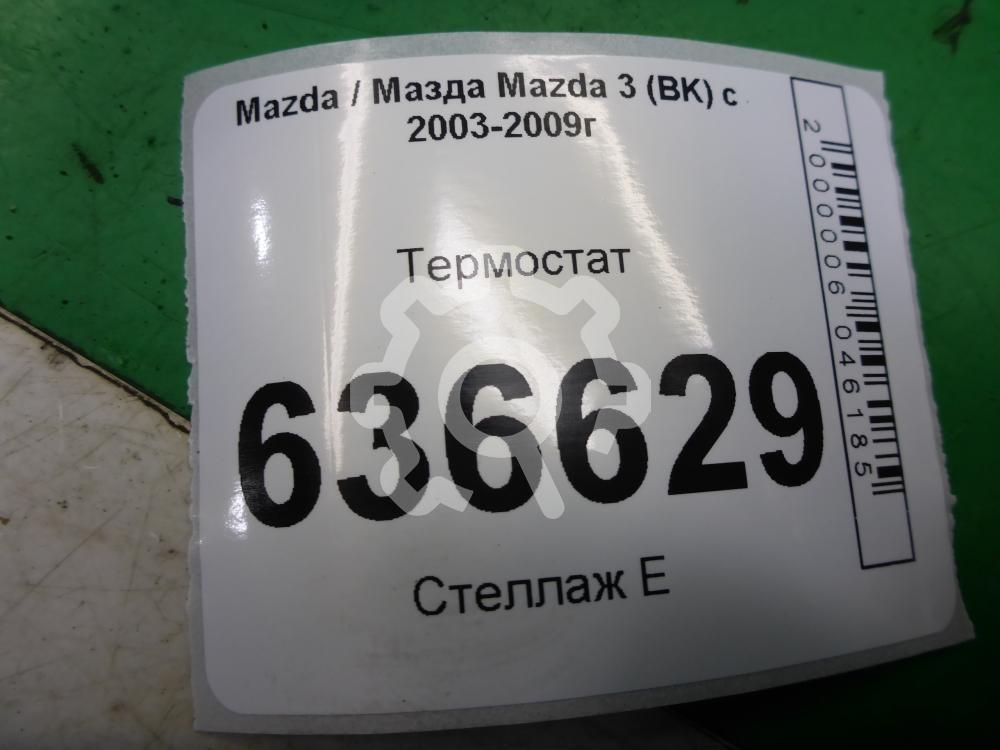 Mazda / Мазда Mazda 3 (BK) с
2003-2009г
Термостат
636629
Стеллаж Е
2000006046185